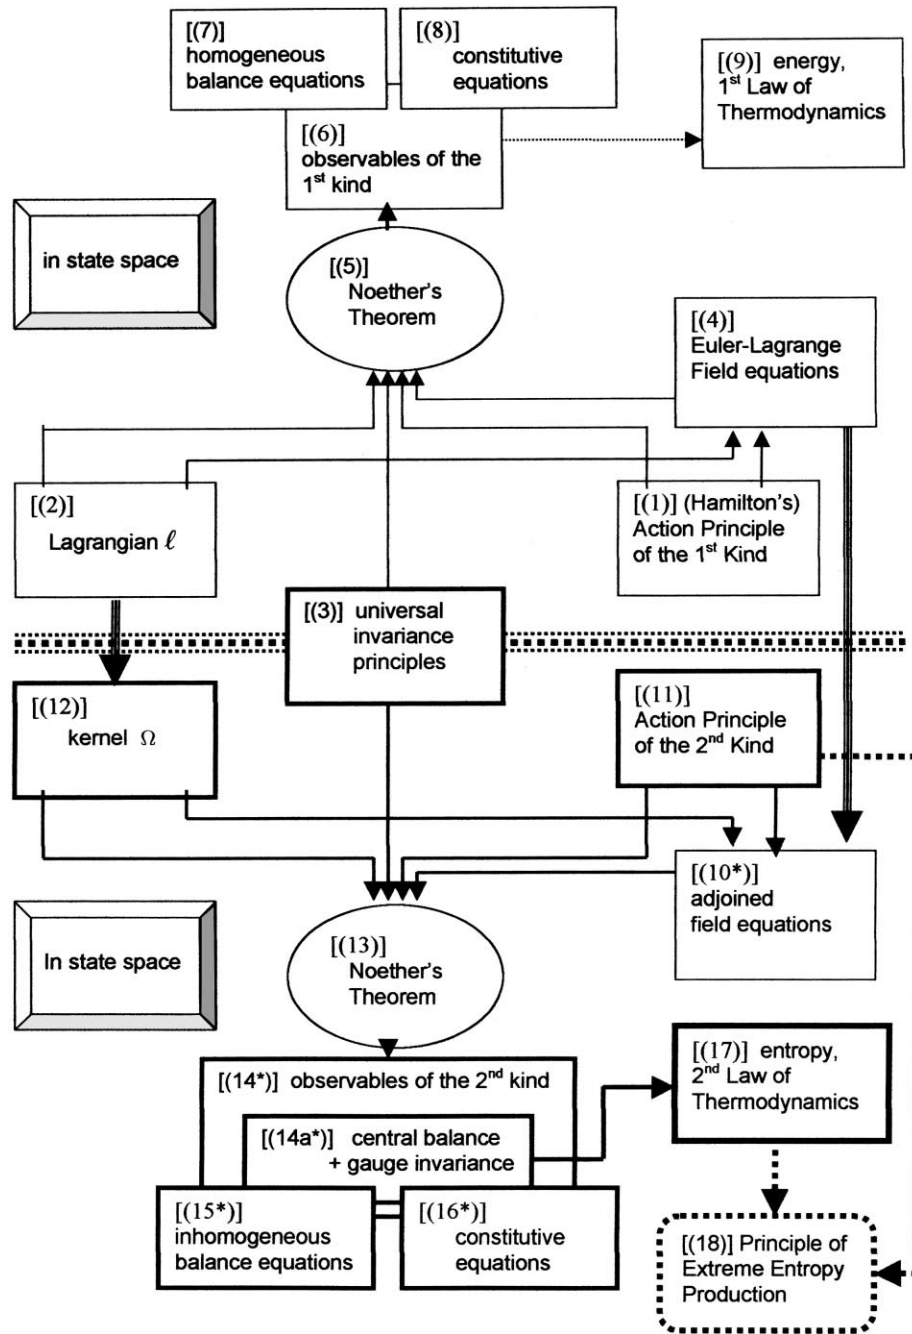 [(7)]
homogeneous
balance equations
[(8)]
constitutive
equations
[(9)] energy,
1st Law of
Thermodynamics
[(6)]
observables of the
1st kind
in state space
[(5)]
Noether's
Theorem
[(4)]
Euler-Lagrange
Field equations
[(2)]
Lagrangian ℓ
[(1)] (Hamilton's)
Action Principle
of the 1st Kind
[(3)] universal
invariance
principles
[(12)]
kernel Ω
[(11)]
Action Principle
of the 2nd Kind
[(10*)]
adjoined
field equations
In state space
[(13)]
Noether's
Theorem
[(14*)] observables of the 2nd kind
[(17)] entropy,
2nd Law of
Thermodynamics
[(14a*)] central balance
+ gauge invariance
[(15*)]
inhomogeneous
balance equations
[(16*)]
constitutive
equations
[(18)] Principle of
Extreme Entropy
Production